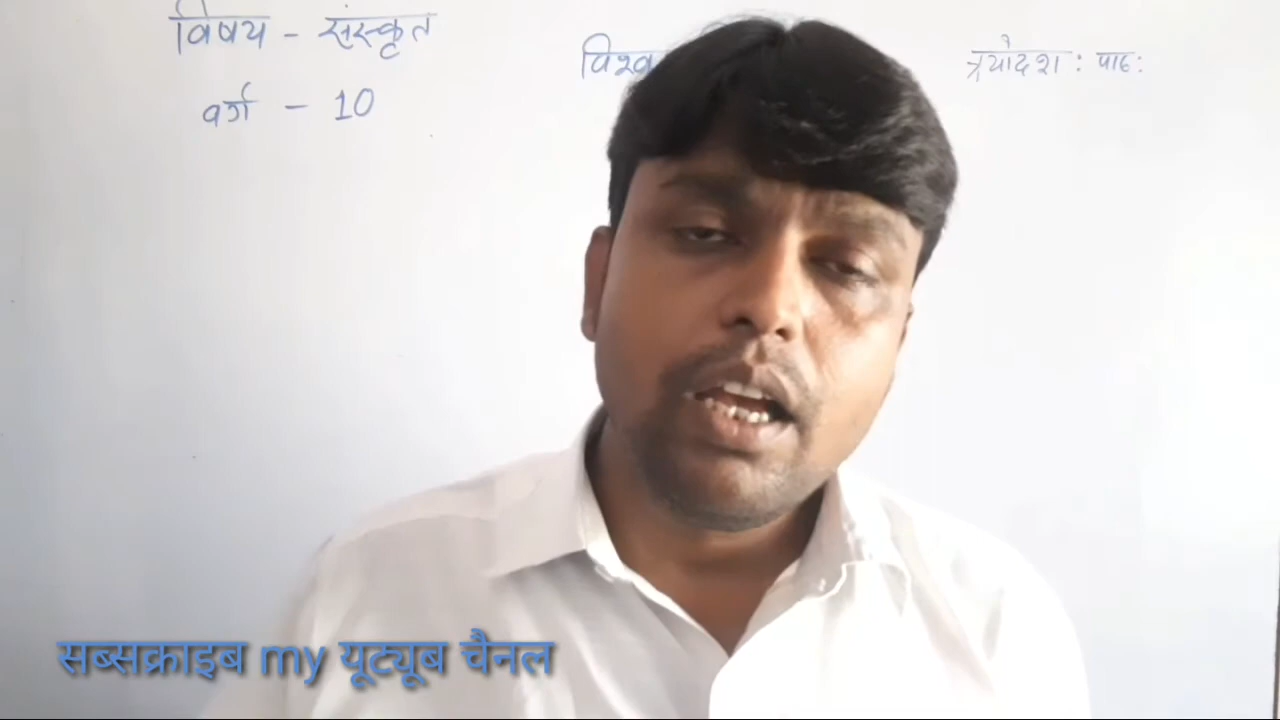 विषय - संस्कृत
वर्ग - 10
त्रयोदश: पाठ:
सब्सक्राइब my यूट्यूब चैनल